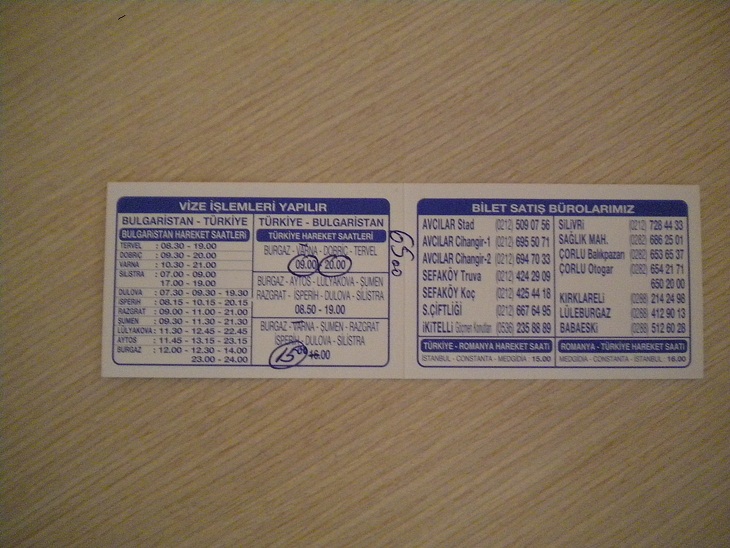 VİZE İŞLEMLERİ YAPILIR
BULGARİSTAN - TÜRKİYE
BULGARİSTAN HAREKET SAATLERİ
TERVEL : 08.30 - 19.00
DOBRİÇ : 09.30 - 20.00
VARNA : 10.30 - 21.00
SİLİSTRA : 07.00 - 09.00
17.00 - 19.00
DULOVA : 07.30 - 09.30 - 19.30
İSPERİH : 08.15 - 10.15 - 20.15
RAZGRAT : 09.00 - 11.00 - 21.00
ŞUMEN : 09.30 - 11.30 - 21.30
LÜLYAKOVA : 11.30 - 12.45 - 22.45
AYTOS : 11.45 - 13.15 - 23.15
BURGAZ : 12.00 - 12.30 - 14.00
23.00 - 24.00
TÜRKİYE - BULGARİSTAN
TÜRKİYE HAREKET SAATLERİ
BURGAZ - VARNA - DOBRİÇ - TERVEL
09.00 20.00
BURGAZ - AYTOS - LÜLYAKOVA - ŞUMEN
RAZGRAT - İSPERİH - DULOVA - SİLİSTRA
08.50 - 19.00
BURGAZ - VARNA - ŞUMEN - RAZGRAT
İSPERİH - DULOVA - SİLİSTRA
15.00 16.00
65.00
BİLET SATIŞ BÜROLARIMIZ
AVCILAR Stad (0212) 509 07 56
AVCILAR Cihangir-1 (0212) 695 50 71
AVCILAR Cihangir-2 (0212) 694 70 33
SEFAKÖY Truva (0212) 424 29 09
SEFAKÖY Koç (0212) 425 44 18
S.ÇİFTLİĞİ (0212) 667 64 95
İKİTELLİ Göçmen Konutları (0536) 235 88 89
SİLİVRİ (0212) 728 44 33
SAĞLIK MAH. (0282) 686 25 01
ÇORLU Balıkpazarı (0282) 653 65 37
ÇORLU Otogar (0282) 654 21 71
650 20 00
KIRKLARELİ (0288) 214 24 98
LÜLEBURGAZ (0288) 412 90 13
BABAESKİ (0288) 512 60 28
TÜRKİYE - ROMANYA HAREKET SAATİ
İSTANBUL - CONSTANTA - MEDGIDIA : 15.00
ROMANYA - TÜRKİYE HAREKET SAATİ
MEDGIDIA - CONSTANTA - İSTANBUL 16.00